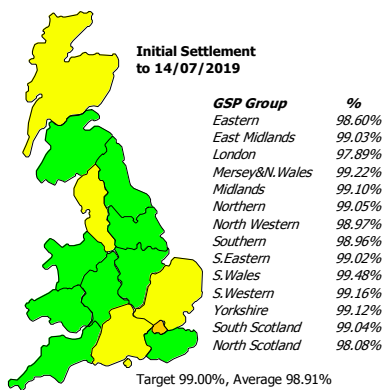 Initial Settlement
to 14/07/2019
GSP Group %
Eastern 98.60%
East Midlands 99.03%
London 97.89%
Mersey&N.Wales 99.22%
Midlands 99.10%
Northern 99.05%
North Western 98.97%
Southern 98.96%
S.Eastern 99.02%
S.Wales 99.48%
S.Western 99.16%
Yorkshire 99.12%
South Scotland 99.04%
North Scotland 98.08%
Target 99.00%, Average 98.91%